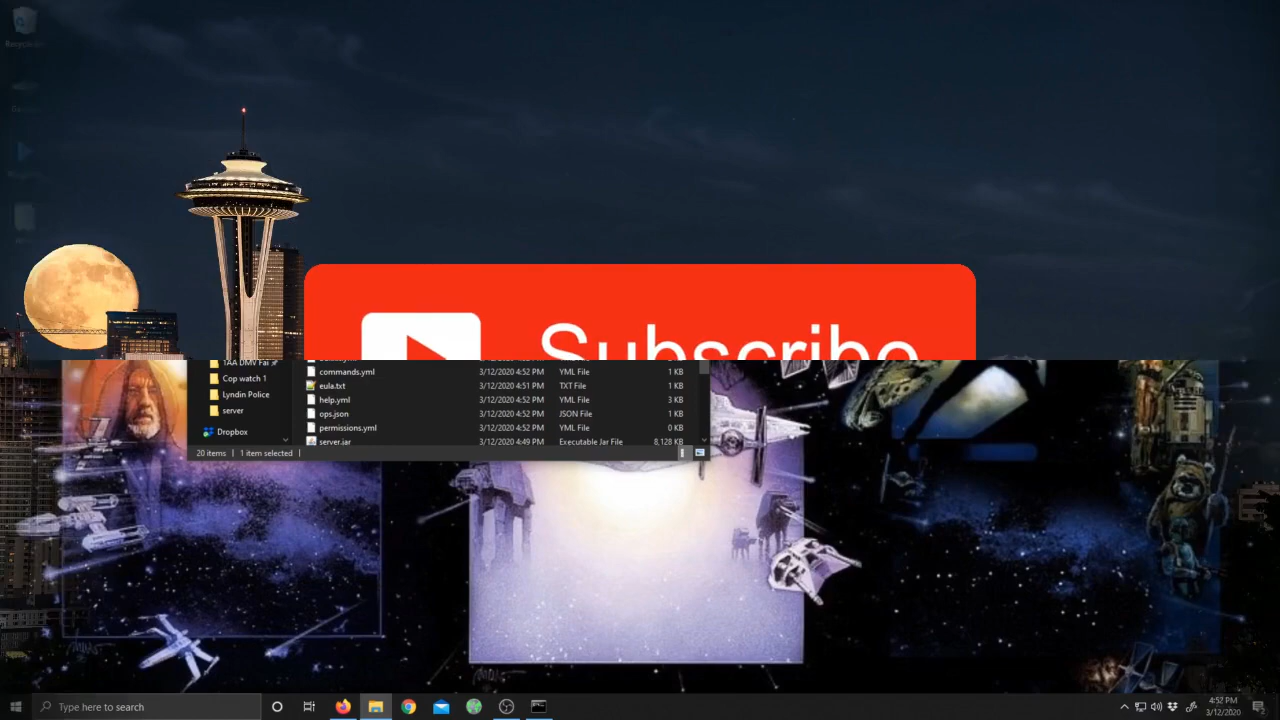 Recycle Bin
Subscribe
1AA DMV Fai
Cop watch 1
Lyndin Police
server
Dropbox
commands.yml 3/12/2020 4:52 PM YML File 1 KB
eula.txt 3/12/2020 4:51 PM TXT File 1 KB
help.yml 3/12/2020 4:52 PM YML File 3 KB
ops.json 3/12/2020 4:52 PM JSON File 1 KB
permissions.yml 3/12/2020 4:52 PM YML File 0 KB
server.jar 3/12/2020 4:49 PM Executable Jar File 8,128 KB
20 items | 1 item selected |
Type here to search
4:52 PM
3/12/2020